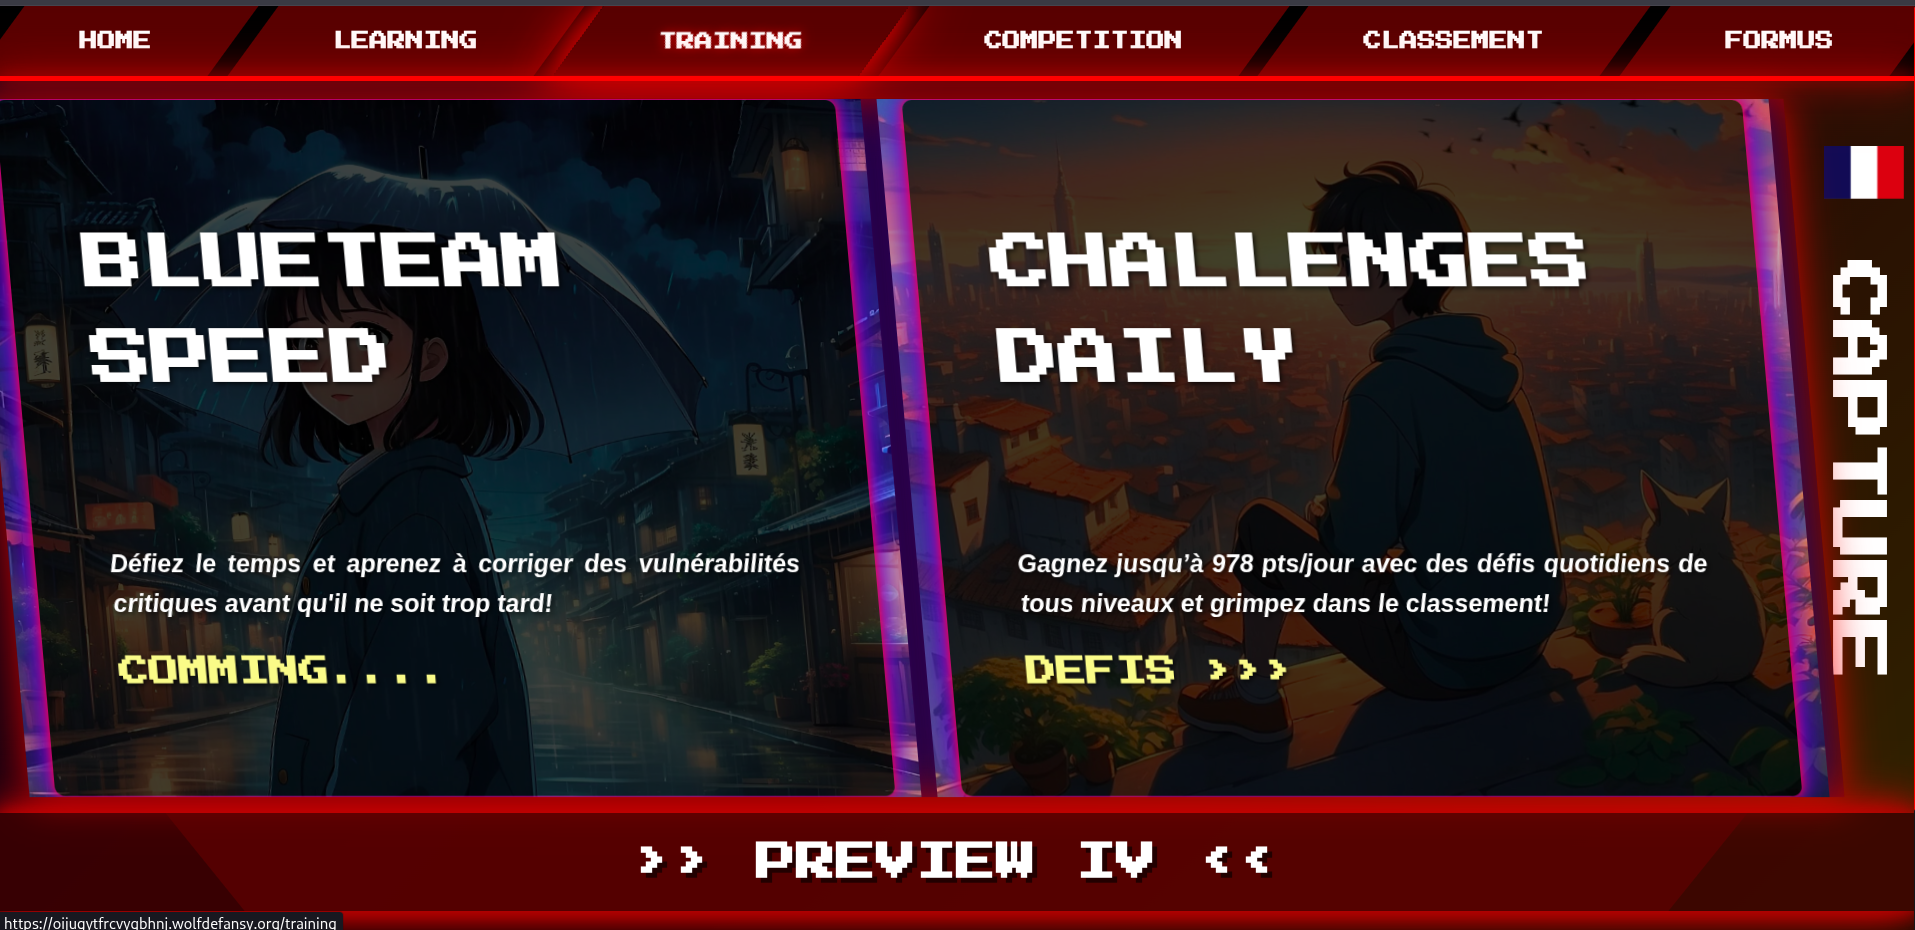 HOME
LEARNING
TRAINING
COMPETITION
CLASSEMENT
FORMUS
BLUETEAM
SPEED
Défiez le temps et aprenez à corriger des vulnérabilités
critiques avant qu'il ne soit trop tard!
COMMING....
CHALLENGES
DAILY
Gagnez jusqu’à 978 pts/jour avec des défis quotidiens de
tous niveaux et grimpez dans le classement!
DEFIS >>>
CAPTURE
>> PREVIEW IV <<
https://oijugytfrcvygbhnj.wolfdefansy.org/training